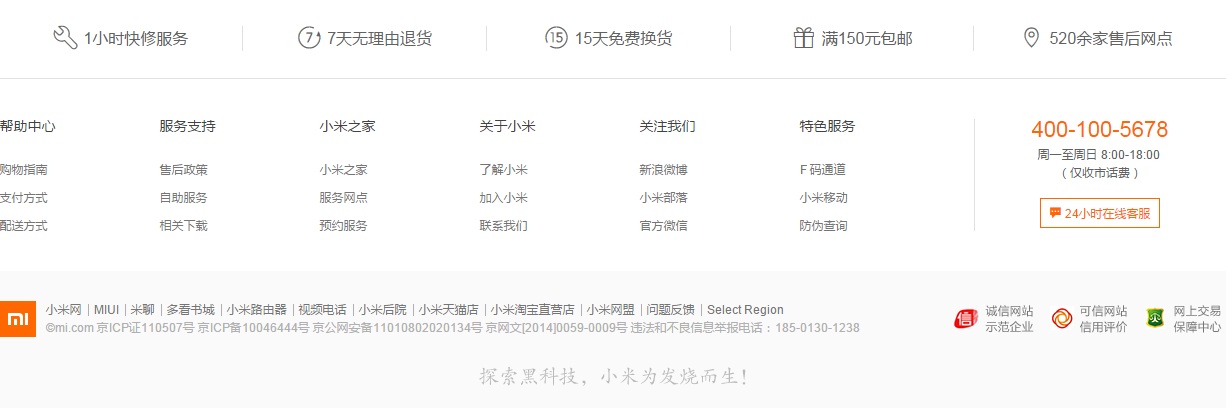 1小时快修服务 7 7天无理由退货 15 15天免费换货 满150元包邮 520余家售后网点
帮助中心 服务支持 小米之家 关于小米 关注我们 特色服务 400-100-5678
周一至周日 8:00-18:00
购物指南 售后政策 小米之家 了解小米 新浪微博 F 码通道 （仅收市话费）
支付方式 自助服务 服务网点 加入小米 小米部落 小米移动
配送方式 相关下载 预约服务 联系我们 官方微信 防伪查询 24小时在线客服
mi 小米网｜MIUI｜米聊｜多看书城｜小米路由器｜视频电话｜小米后院｜小米天猫店｜小米淘宝直营店｜小米网盟｜问题反馈｜Select Region
©mi.com 京ICP证110507号 京ICP备10046444号 京公网安备11010802020134号 京网文[2014]0059-0009号 违法和不良信息举报电话：185-0130-1238
信 诚信网站 可信网站 网上交易
示范企业 信用评价 保障中心
探索黑科技，小米为发烧而生!